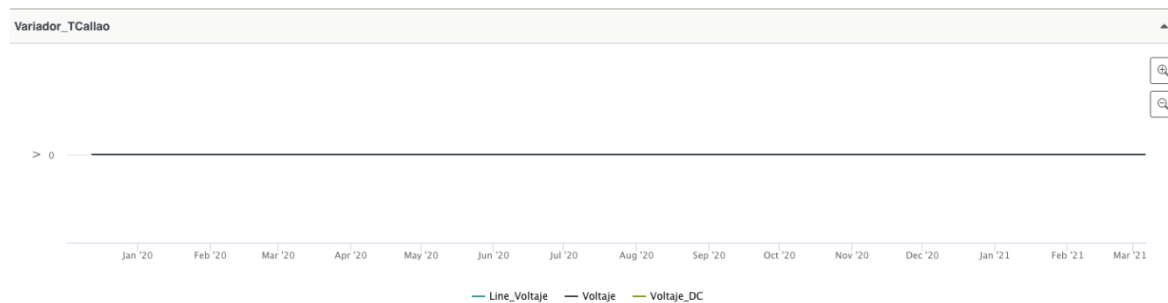 Variador_TCallao
V 0
Jan '20 Feb '20 Mar '20 Apr '20 May '20 Jun '20 Jul '20 Aug '20 Sep '20 Oct '20 Nov '20 Dec '20 Jan '21 Feb '21 Mar '21
Line_Voltaje Voltaje Voltaje_DC